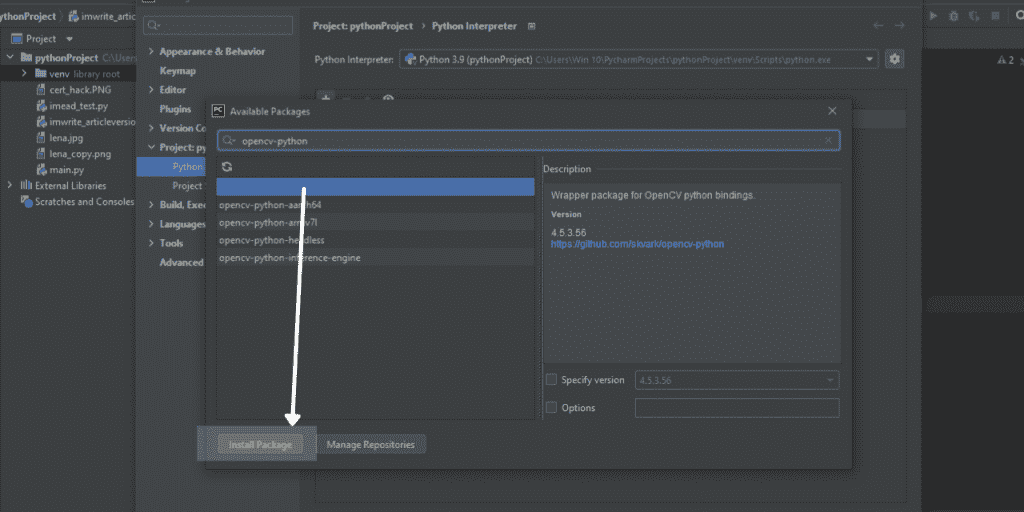 ythonProject
imwrite_artic
Project: pythonProject › Python Interpreter
Project
Appearance & Behavior
Python Interpreter: Python 3.9 (pythonProject) C:\Users\Win 10\PycharmProjects\pythonProject\venv\Scripts\python.exe
2
pythonProject C:\Users
Keymap
venv library root
Editor
cert_hack.PNG
Plugins
imead_test.py
PC Available Packages
imwrite_articleversio
Version Co
lena.jpg
opencv-python
Project: py
lena_copy.png
Python
main.py
Description
Project
External Libraries
Wrapper package for OpenCV python bindings.
Scratches and Consoles
Build, Exec
opencv-python-aarch64
Version
Languages
opencv-python-armv7l
4.5.3.56
Tools
opencv-python-headless
https://github.com/skvark/opencv-python
Advanced
opencv-python-inference-engine
Specify version 4.5.3.56
Options
Install Package
Manage Repositories